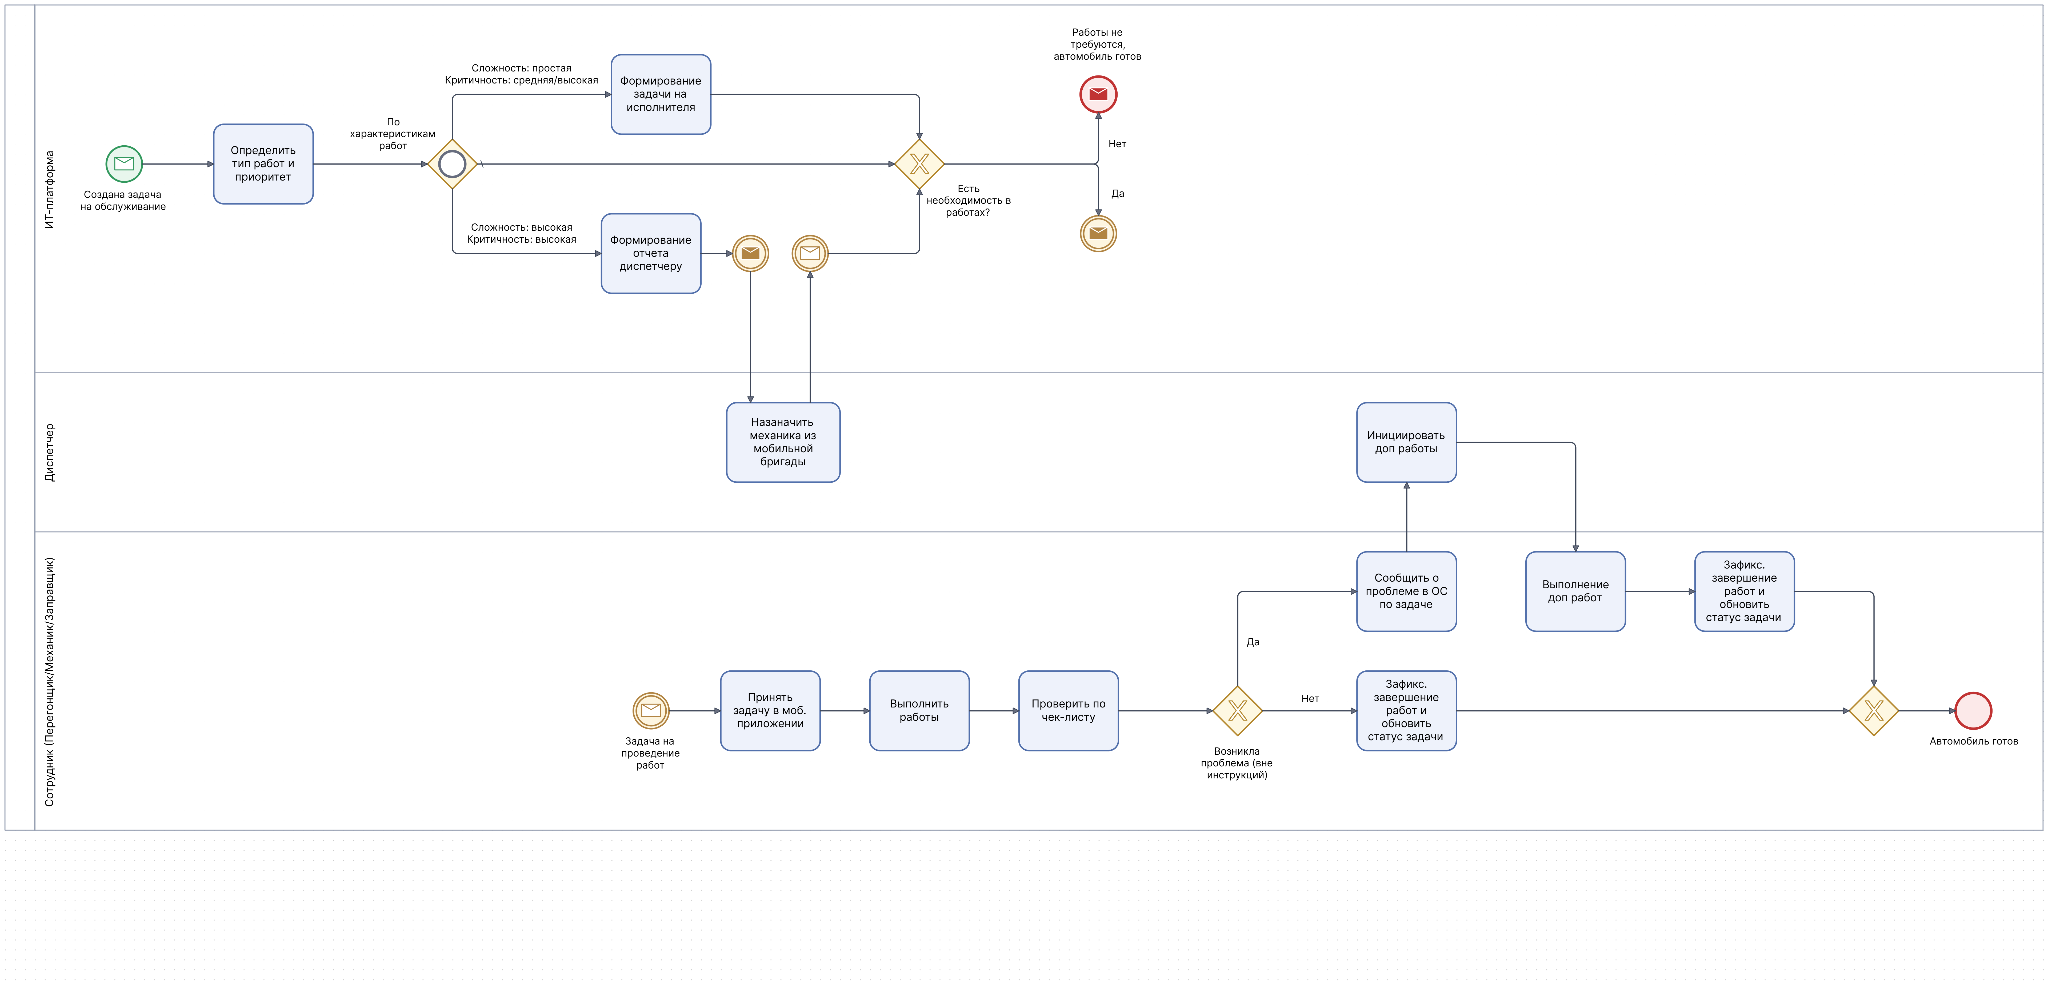 Работы не
требуются,
автомобиль готов
Сложность: простая
Критичность: средняя/высокая
Формирование
задачи на
исполнителя
По
характеристикам
работ
Нет
ИТ-платформа
Определить
тип работ и
приоритет
Создана задача
на обслуживание
Есть
необходимость в
работах?
Да
Сложность: высокая
Критичность: высокая
Формирование
отчета
диспетчеру
Диспетчер
Назаначить
механика из
мобильной
бригады
Инициировать
доп работы
Сотрудник (Перегонщик/Механик/Заправщик)
Сообщить о
проблеме в ОС
по задаче
Выполнение
доп работ
Зафикс.
завершение
работ и
обновить
статус задачи
Да
Задача на
проведение
работ
Принять
задачу в моб.
приложении
Выполнить
работы
Проверить по
чек-листу
Возникла
проблема (вне
инструкций)
Нет
Зафикс.
завершение
работ и
обновить
статус задачи
Автомобиль готов